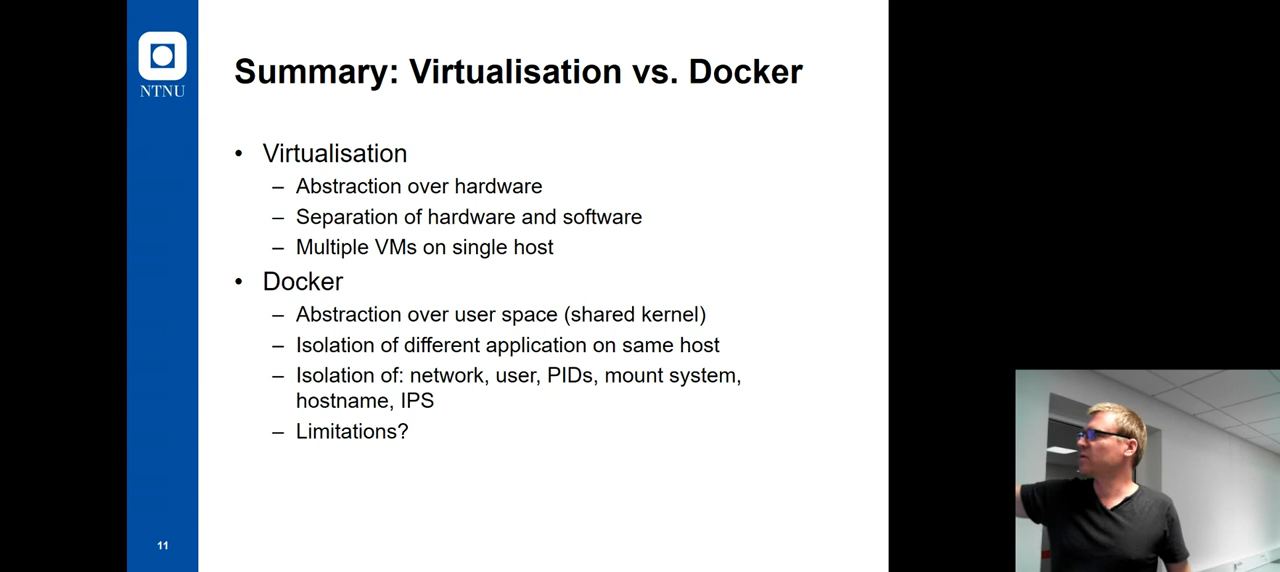 NTNU
Summary: Virtualisation vs. Docker
• Virtualisation
– Abstraction over hardware
– Separation of hardware and software
– Multiple VMs on single host
• Docker
– Abstraction over user space (shared kernel)
– Isolation of different application on same host
– Isolation of: network, user, PIDs, mount system,
hostname, IPS
– Limitations?
11